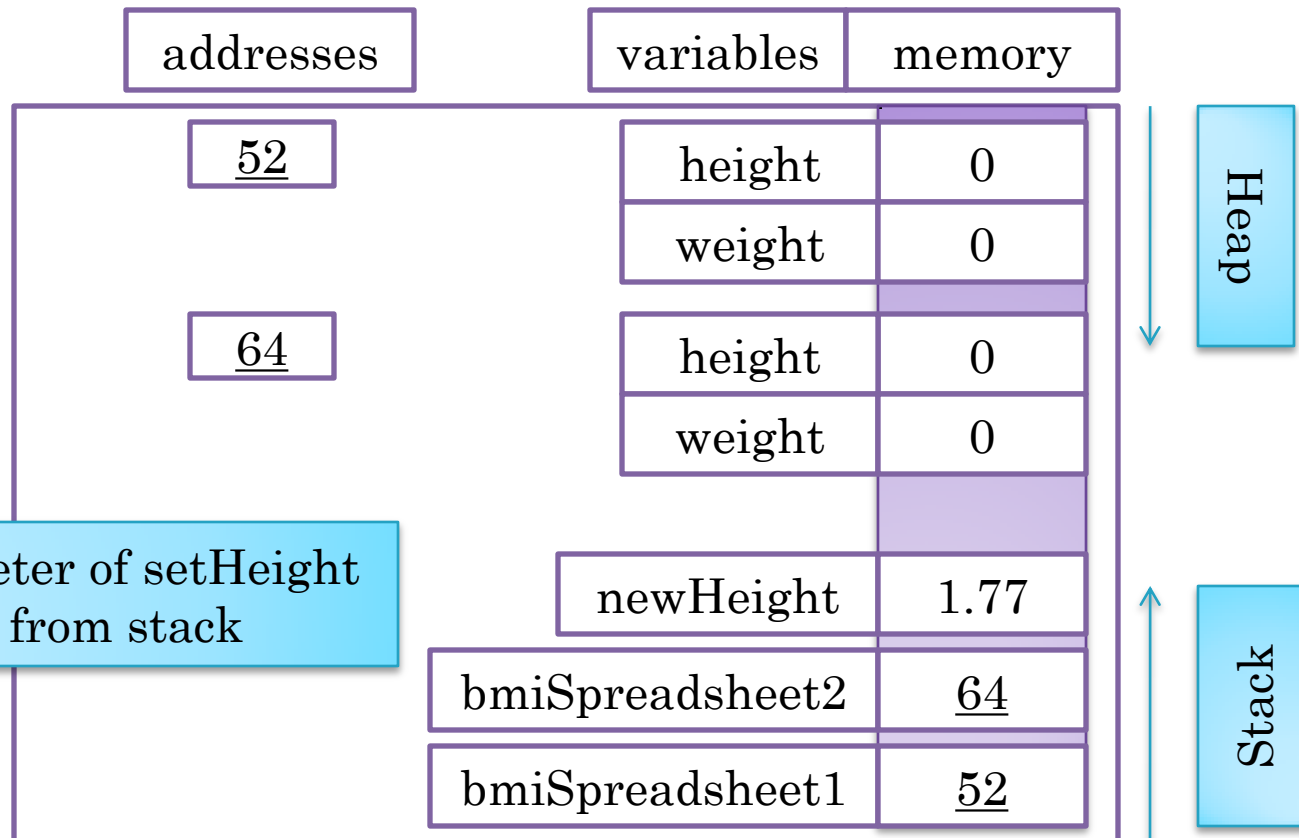 addresses variables memory
52 height 0
weight 0
Heap
64 height 0
weight 0
eter of setHeight
from stack
newHeight 1.77
bmiSpreadsheet2 64
Stack
bmiSpreadsheet1 52